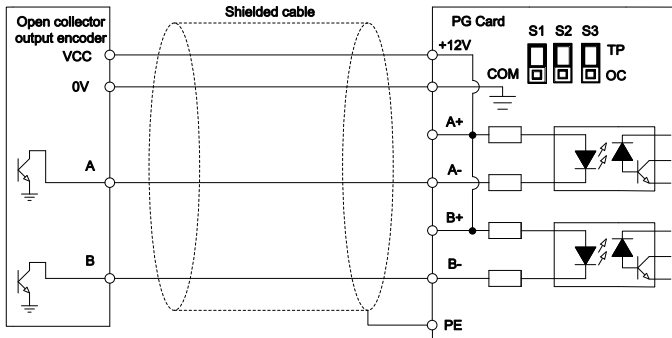 Shielded cable
Open collector
output encoder
VCC
0V
A
B
PG Card
+12V
COM
S1 S2 S3
TP
OC
A+
A-
B+
B-
PE